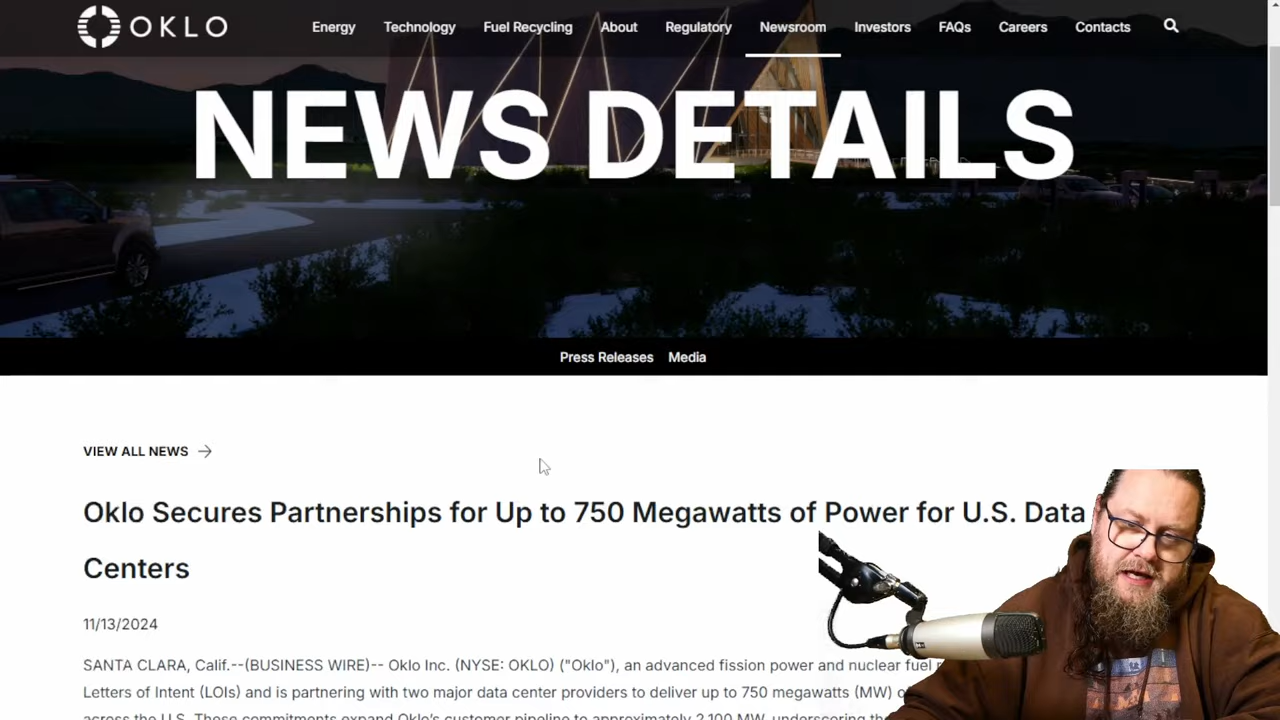 OKLO
Energy Technology Fuel Recycling About Regulatory Newsroom Investors FAQs Careers Contacts
NEWS DETAILS
Press Releases Media
VIEW ALL NEWS
Oklo Secures Partnerships for Up to 750 Megawatts of Power for U.S. Data
Centers
11/13/2024
SANTA CLARA, Calif.--(BUSINESS WIRE)-- Oklo Inc. (NYSE: OKLO) ("Oklo"), an advanced fission power and nuclear fuel
Letters of Intent (LOIs) and is partnering with two major data center providers to deliver up to 750 megawatts (MW)
across the U.S. These commitments expand Oklo's customer pipeline to approximately 2,100 MW, underscoring